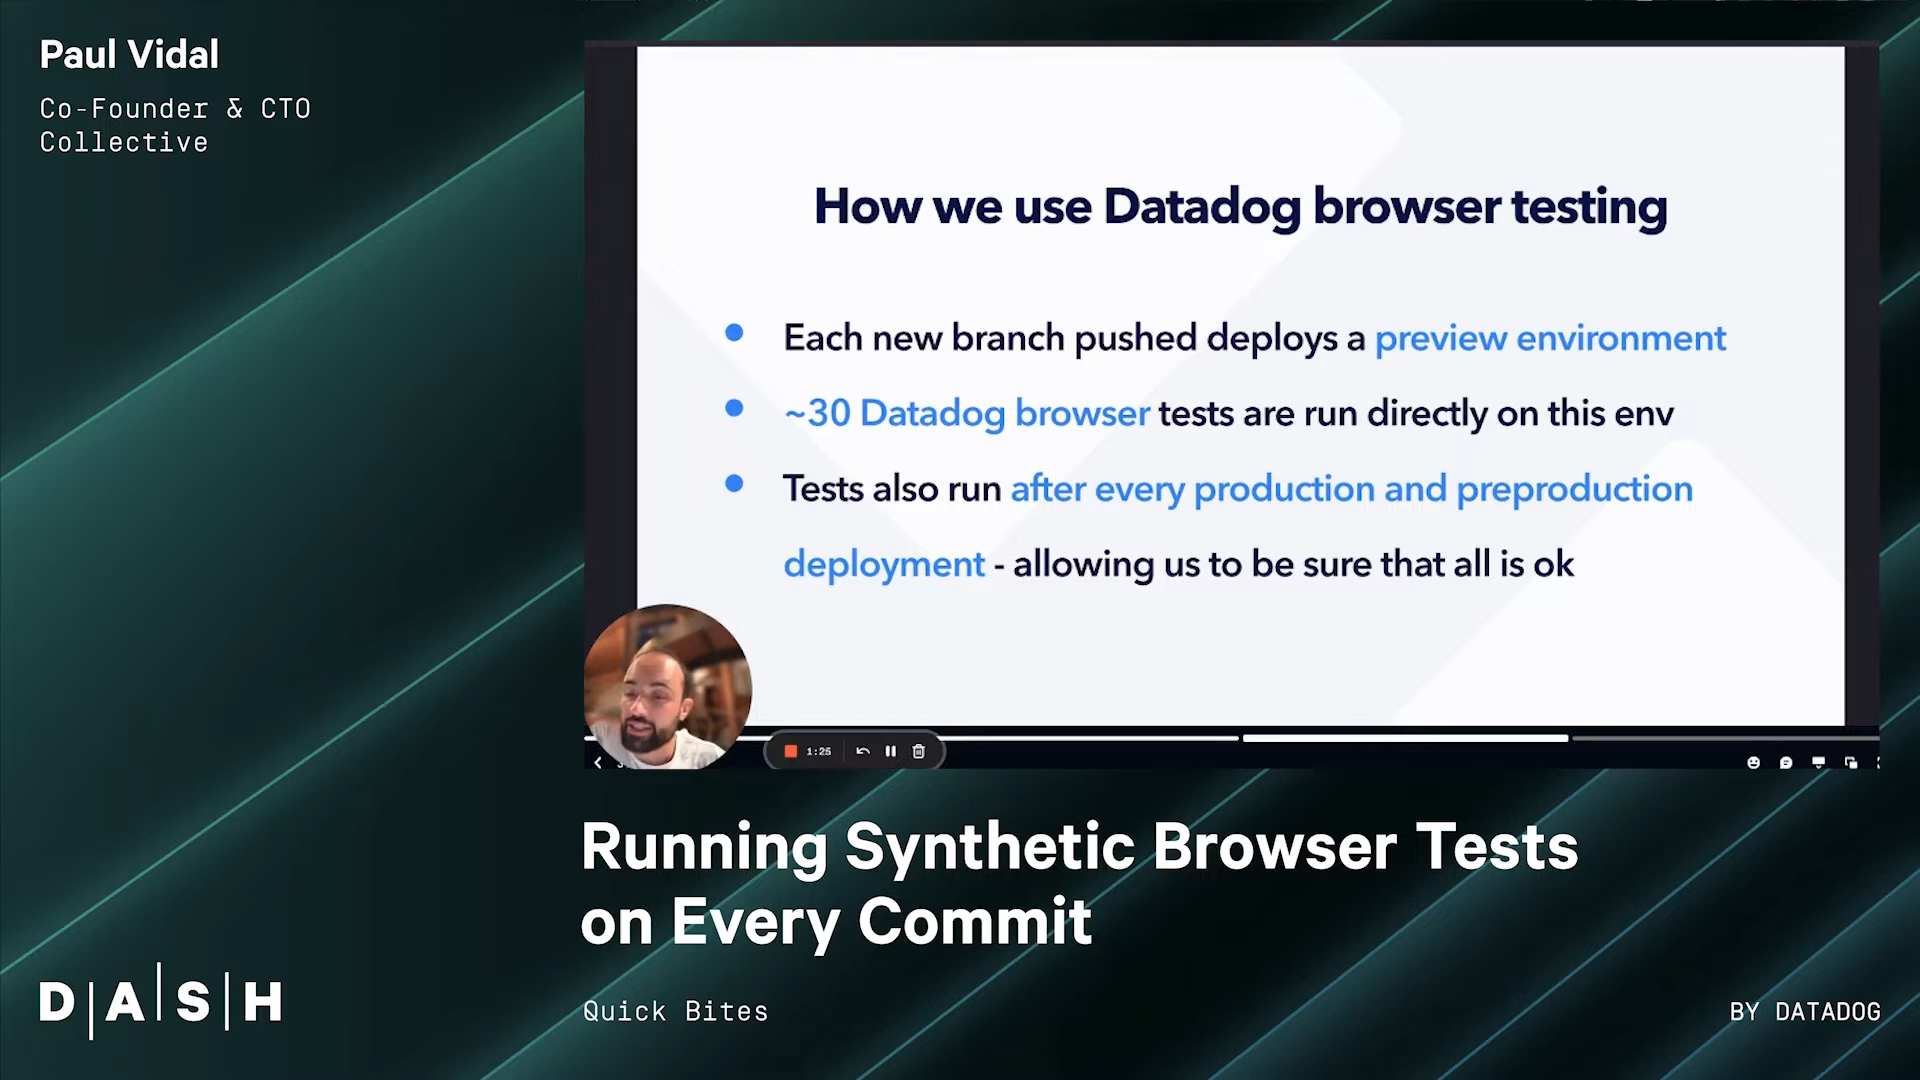 Paul Vidal
Co-Founder & CTO
Collective
How we use Datadog browser testing
Each new branch pushed deploys a preview environment
~30 Datadog browser tests are run directly on this env
Tests also run after every production and preproduction
deployment - allowing us to be sure that all is ok
1:25
Running Synthetic Browser Tests
on Every Commit
D|A|S|H
Quick Bites
BY DATADOG